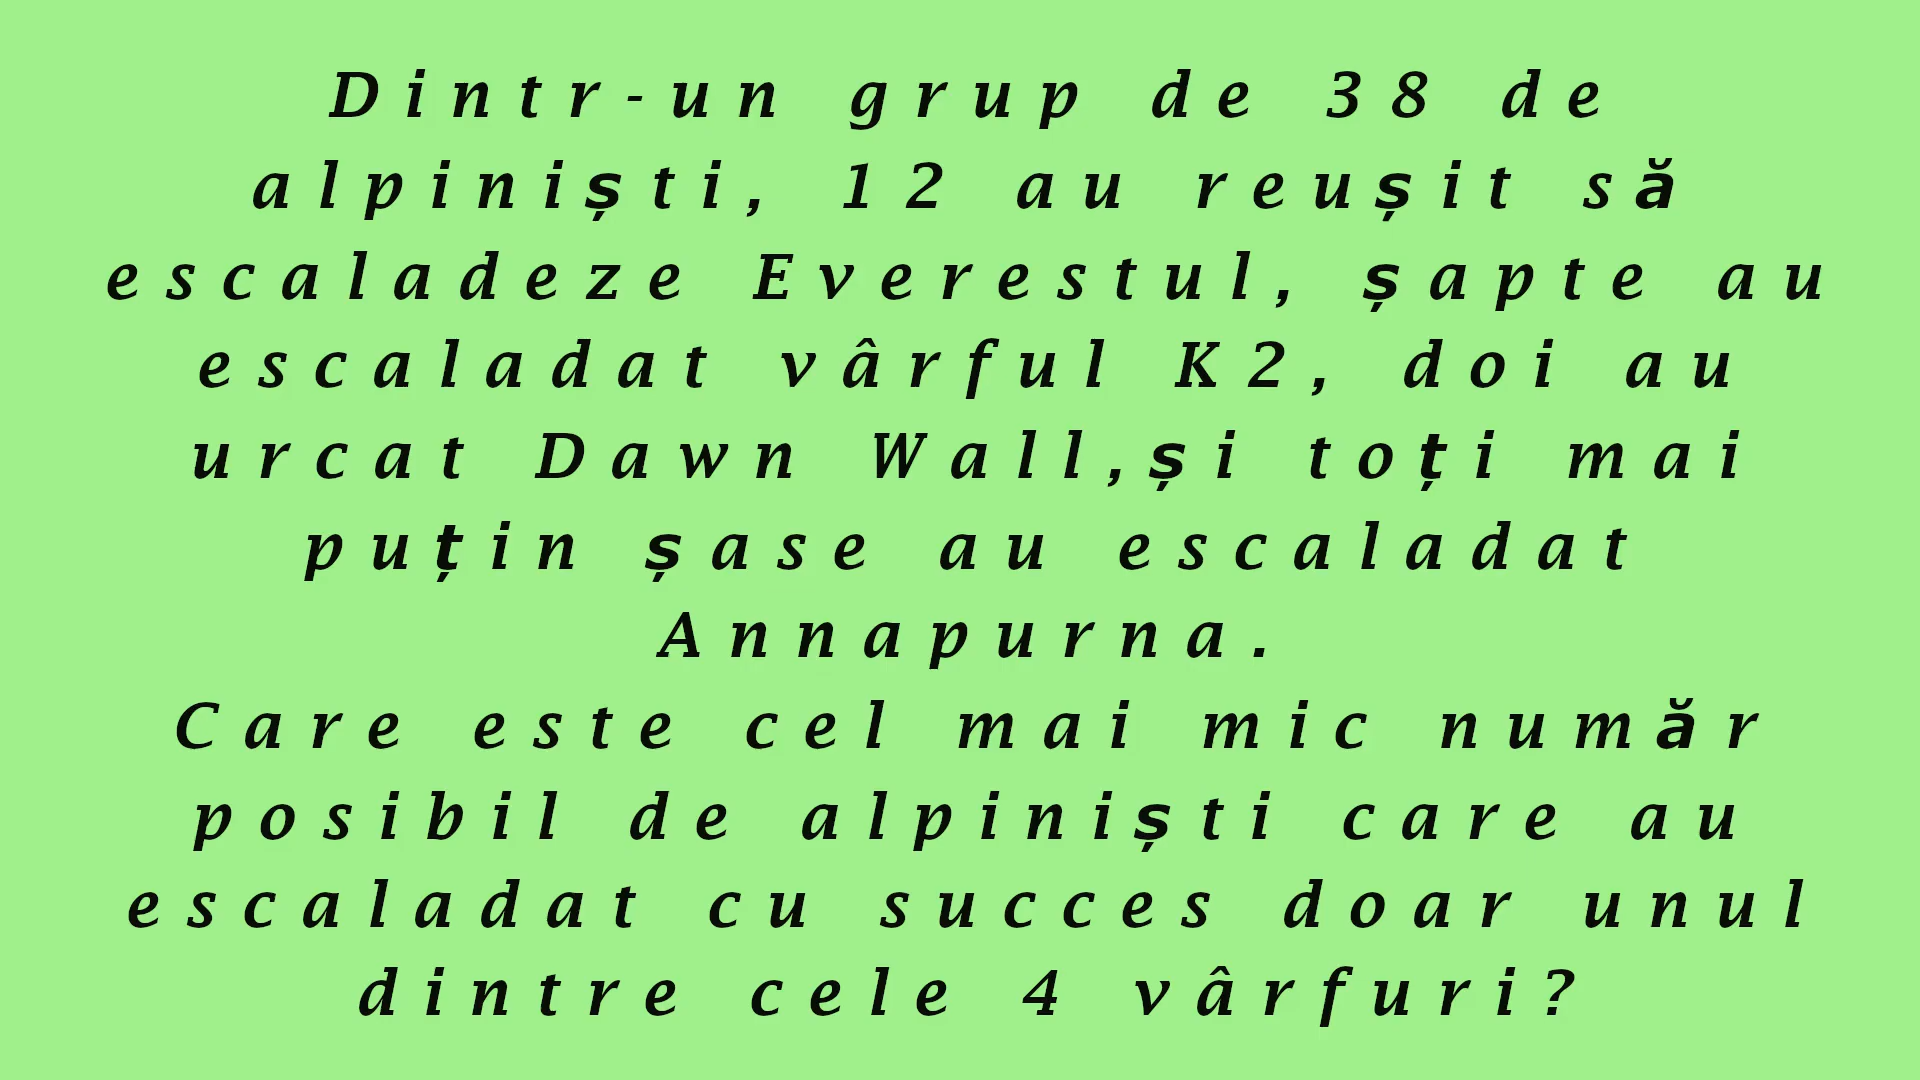 Dintr-un grup de 38 de
alpiniști, 12 au reușit să
escaladeze Everestul, șapte au
escaladat vârful K2, doi au
urcat Dawn Wall,și toți mai
puțin șase au escaladat
Annapurna.
Care este cel mai mic număr
posibil de alpiniști care au
escaladat cu succes doar unul
dintre cele 4 vârfuri?